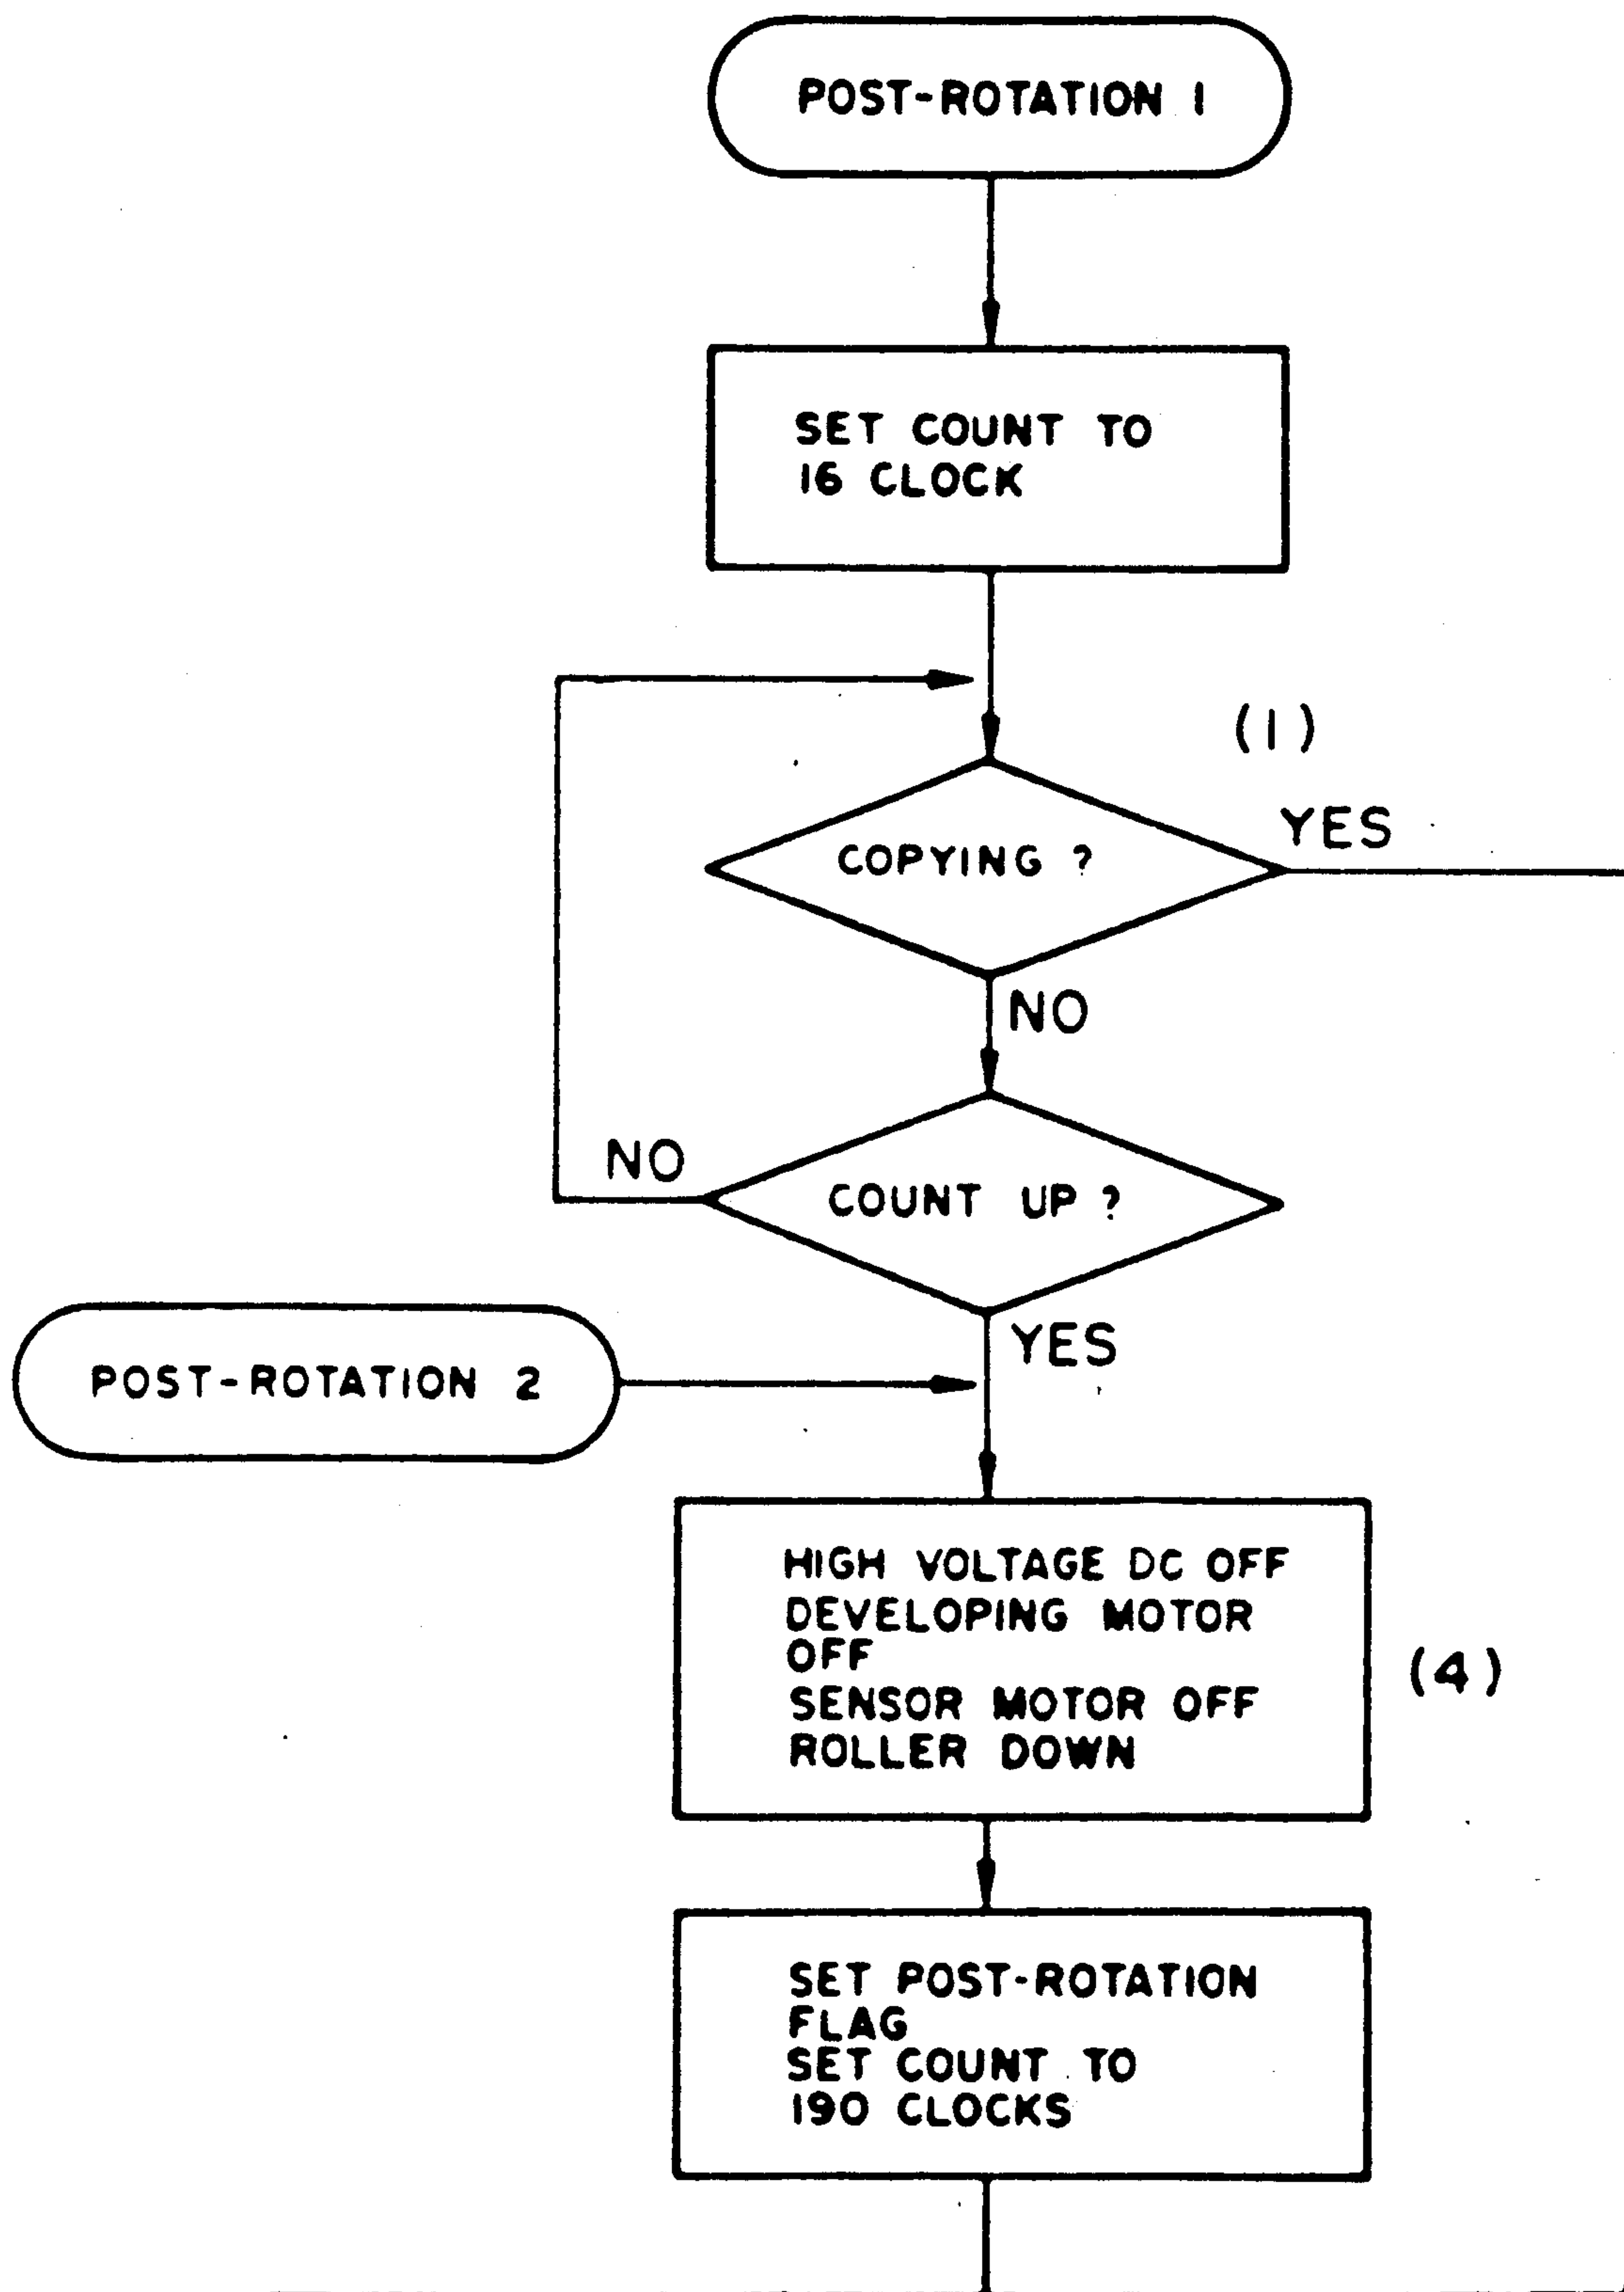 POST-ROTATION 1
SET COUNT TO
16 CLOCK
(1)
YES
COPYING ?
NO
NO
COUNT UP ?
YES
POST-ROTATION 2
HIGH VOLTAGE DC OFF
DEVELOPING MOTOR
OFF
SENSOR MOTOR OFF
ROLLER DOWN
(4)
SET POST-ROTATION
FLAG
SET COUNT TO
190 CLOCKS